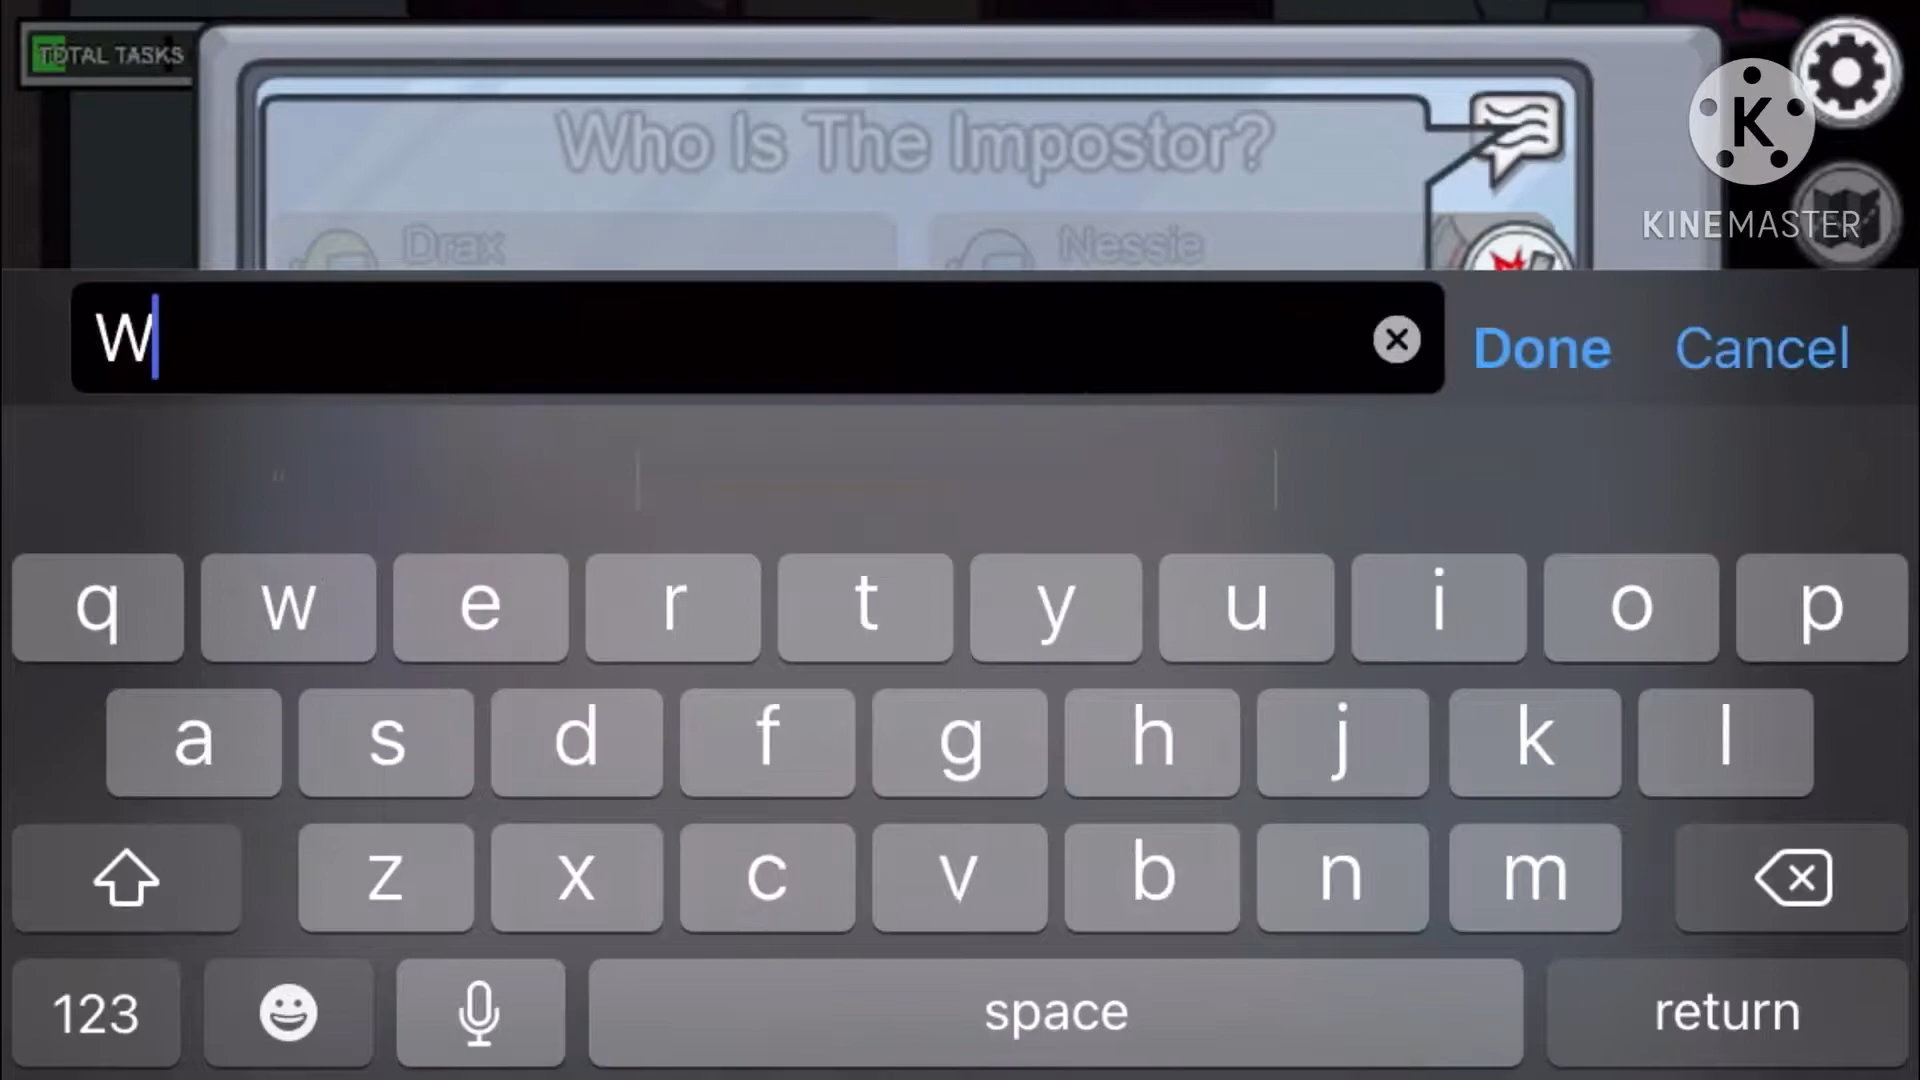 TOTAL TASKS
Who Is The Impostor?
K
KINEMASTER
Drax
Nessie
W
Done
Cancel
"
q w e r t y u i o p
a s d f g h j k l
z x c v b n m
123
space
return